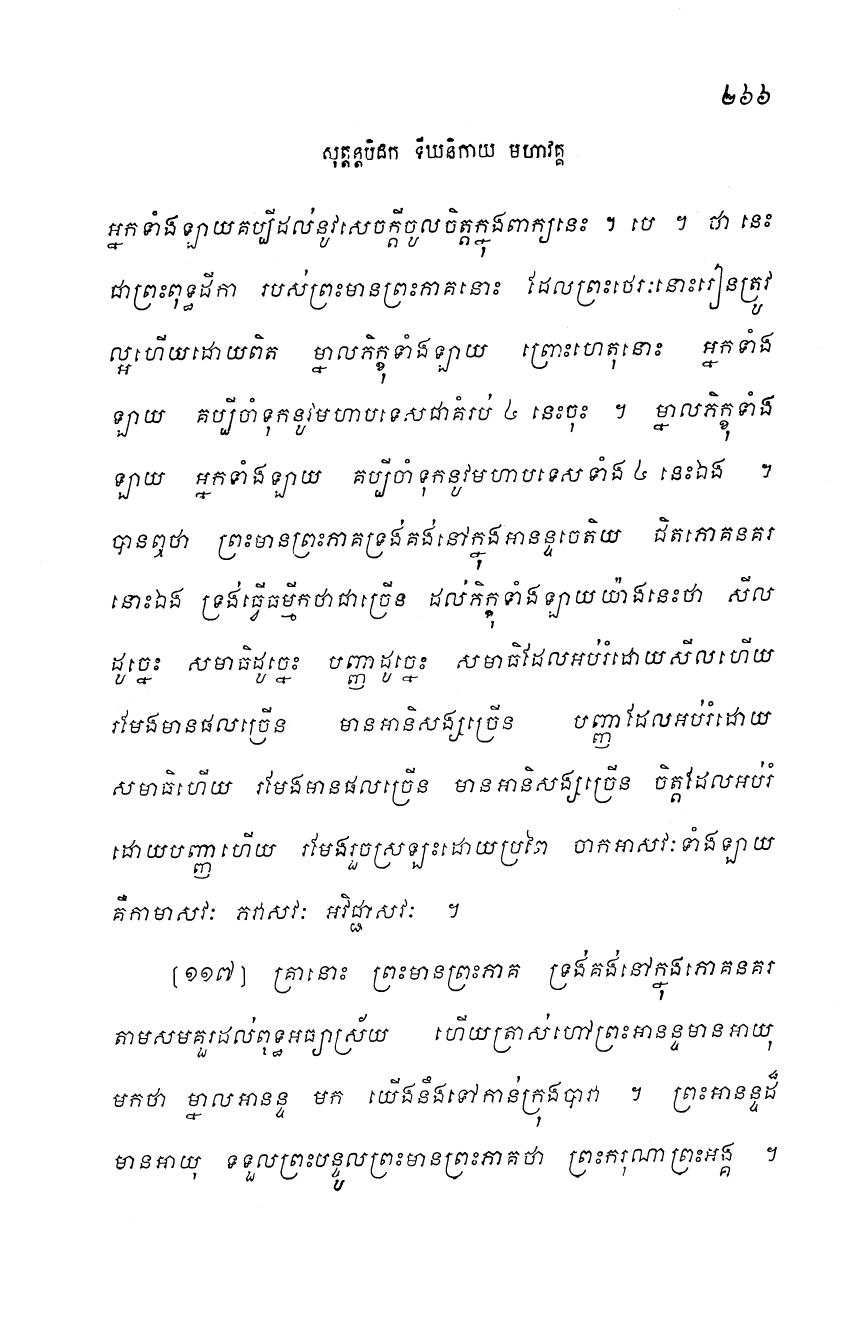 ២៦៦
សុត្តន្តបិដក ទីឃនិកាយ មហាវគ្គ
អ្នកទាំងឡាយគប្បីដល់នូវសេចក្តីចូលចិត្តក្នុងពាក្យនេះ ។ បេ ។ ថា នេះ
ជាព្រះពុទ្ធដីកា របស់ព្រះមានព្រះភាគនោះ ដែលព្រះថេរៈនោះរៀនត្រូវ
ល្អហើយដោយពិត ម្នាលភិក្ខុទាំងឡាយ ព្រោះហេតុនោះ អ្នកទាំង
ឡាយ គប្បីចាំទុកនូវមហាបទេសជាគំរប់ ៤ នេះចុះ ។ ម្នាលភិក្ខុទាំង
ឡាយ អ្នកទាំងឡាយ គប្បីចាំទុកនូវមហាបទេសទាំង ៤ នេះឯង ។
បានឮថា ព្រះមានព្រះភាគទ្រង់គង់នៅក្នុងអានន្ទចេតិយ ជិតភោគនគរ
នោះឯង ទ្រង់ធ្វើធម្មីកថាជាច្រើន ដល់ភិក្ខុទាំងឡាយយ៉ាងនេះថា សីល
ដូច្នេះ សមាធិដូច្នេះ បញ្ញាដូច្នេះ សមាធិដែលអប់រំដោយសីលហើយ
រមែងមានផលច្រើន មានអានិសង្សច្រើន បញ្ញាដែលអប់រំដោយ
សមាធិហើយ រមែងមានផលច្រើន មានអានិសង្សច្រើន ចិត្តដែលអប់រំ
ដោយបញ្ញាហើយ រមែងរួចស្រឡះដោយប្រពៃ ចាកអាសវៈទាំងឡាយ
គឺកាមាសវៈ ភវាសវៈ អវិជ្ជាសវៈ ។
[១១៧] គ្រានោះ ព្រះមានព្រះភាគ ទ្រង់គង់នៅក្នុងភោគនគរ
តាមសមគួរដល់ពុទ្ធអធ្យាស្រ័យ ហើយត្រាស់ហៅព្រះអានន្ទមានអាយុ
មកថា ម្នាលអានន្ទ មក យើងនឹងទៅកាន់ក្រុងបាវា ។ ព្រះអានន្ទដ៏
មានអាយុ ទទួលព្រះបន្ទូលព្រះមានព្រះភាគថា ព្រះករុណាព្រះអង្គ ។